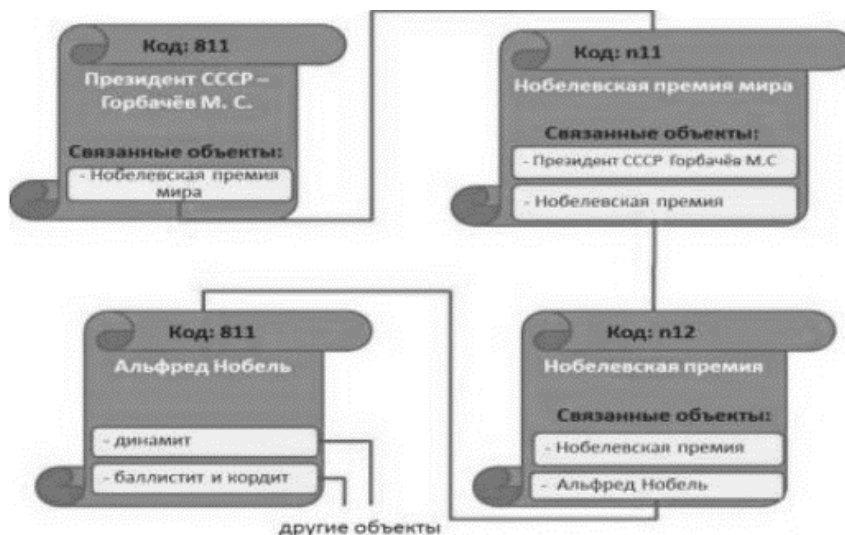 Код: 811
Президент СССР –
Горбачёв М. С.
Связанные объекты:
- Нобелевская премия
мира
Код: n11
Нобелевская премия мира
Связанные объекты:
- Президент СССР Горбачёв М.С
- Нобелевская премия
Код: 811
Альфред Нобель
- динамит
- баллистит и кордит
другие объекты
Код: n12
Нобелевская премия
Связанные объекты:
- Нобелевская премия
- Альфред Нобель